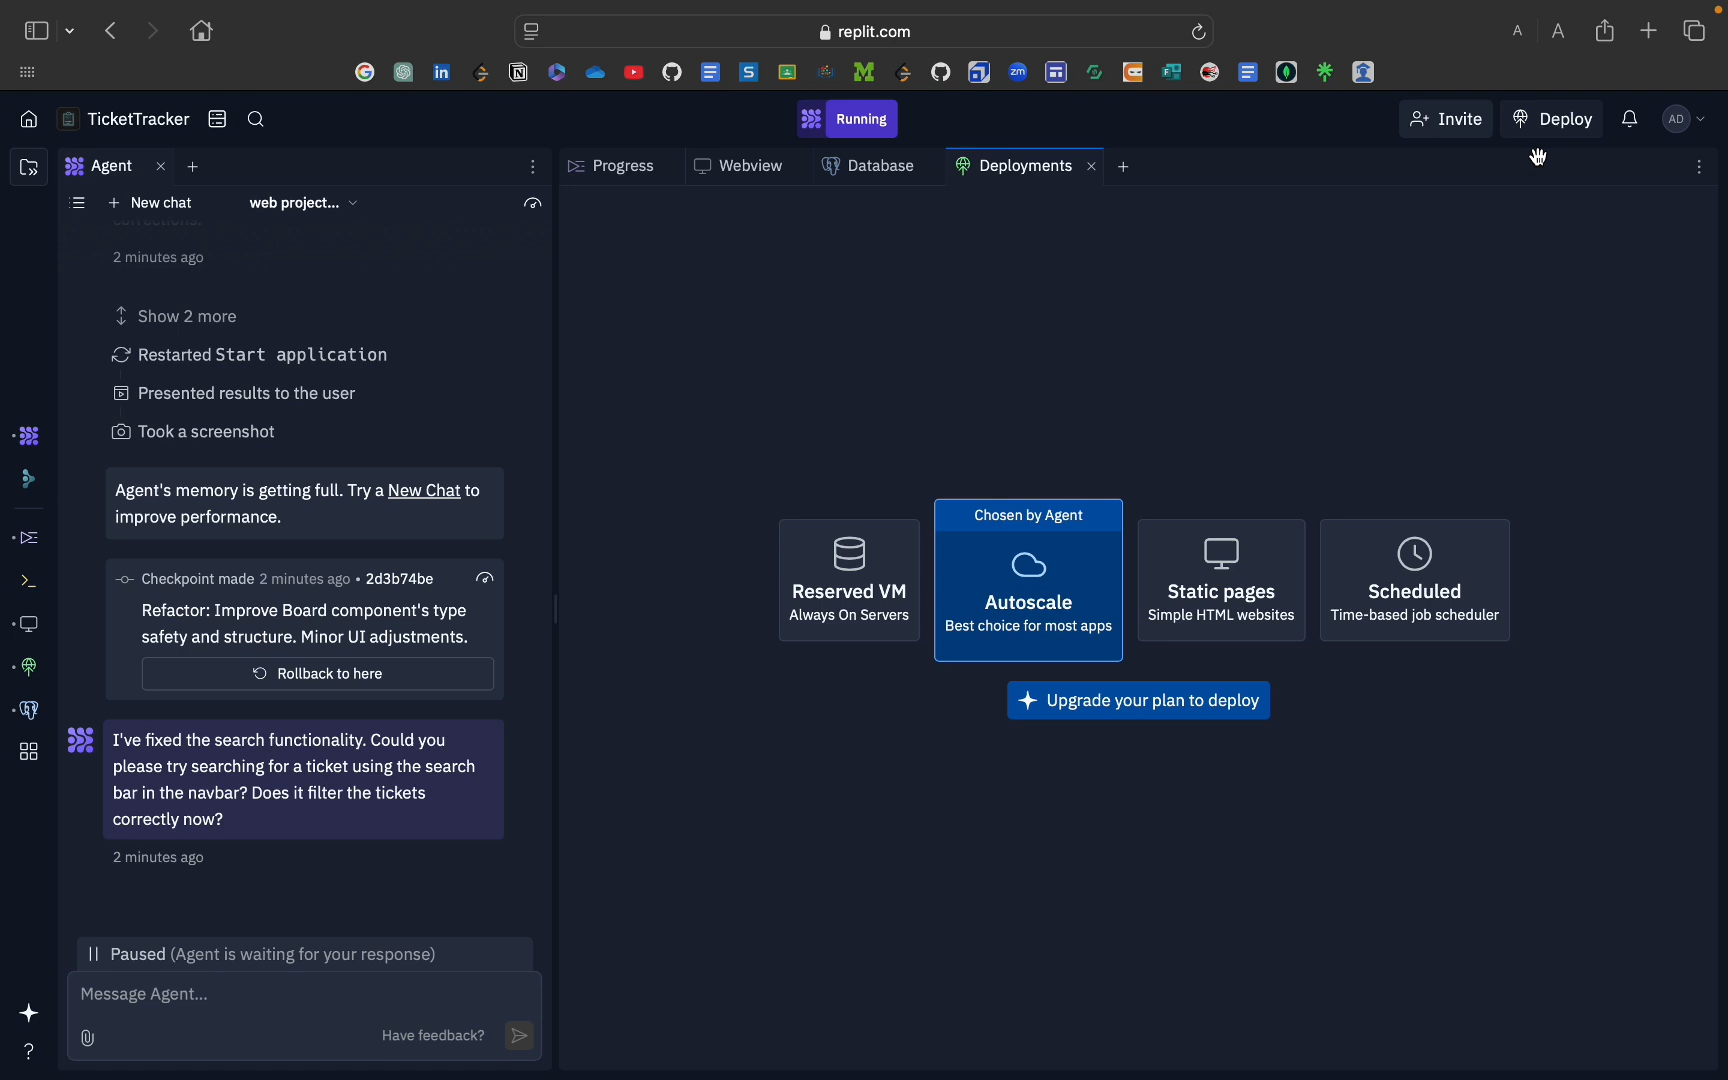 replit.com
A
A
TicketTracker
Running
Invite
Deploy
AD
Agent
Progress
Webview
Database
Deployments
New chat
web project...
corrections.
2 minutes ago
Show 2 more
Restarted Start application
Presented results to the user
Took a screenshot
Agent's memory is getting full. Try a New Chat to
improve performance.
Checkpoint made 2 minutes ago • 2d3b74be
Refactor: Improve Board component's type
safety and structure. Minor UI adjustments.
Rollback to here
I've fixed the search functionality. Could you
please try searching for a ticket using the search
bar in the navbar? Does it filter the tickets
correctly now?
2 minutes ago
Paused (Agent is waiting for your response)
Message Agent...
Have feedback?
Chosen by Agent
Reserved VM
Always On Servers
Autoscale
Best choice for most apps
Static pages
Simple HTML websites
Scheduled
Time-based job scheduler
Upgrade your plan to deploy